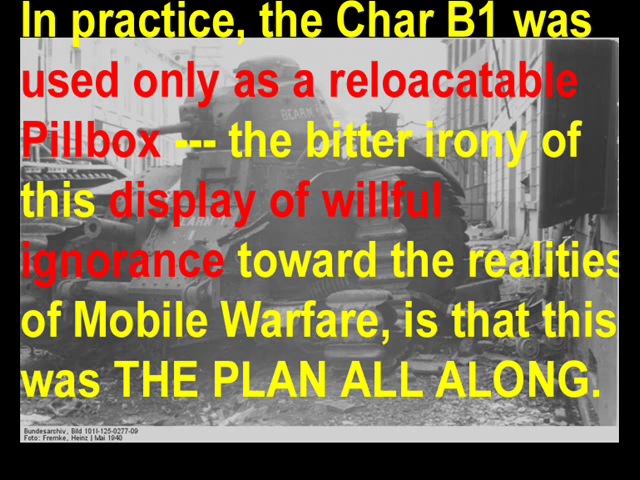 In practice, the Char B1 was
used only as a reloacatable
Pillbox --- the bitter irony of
this display of willful
ignorance toward the realities
of Mobile Warfare, is that this
was THE PLAN ALL ALONG.
BEARN
BEARN
Bundesarchiv, Bild 101I-125-0277-09
Foto: Fremke, Heinz | Mai 1940